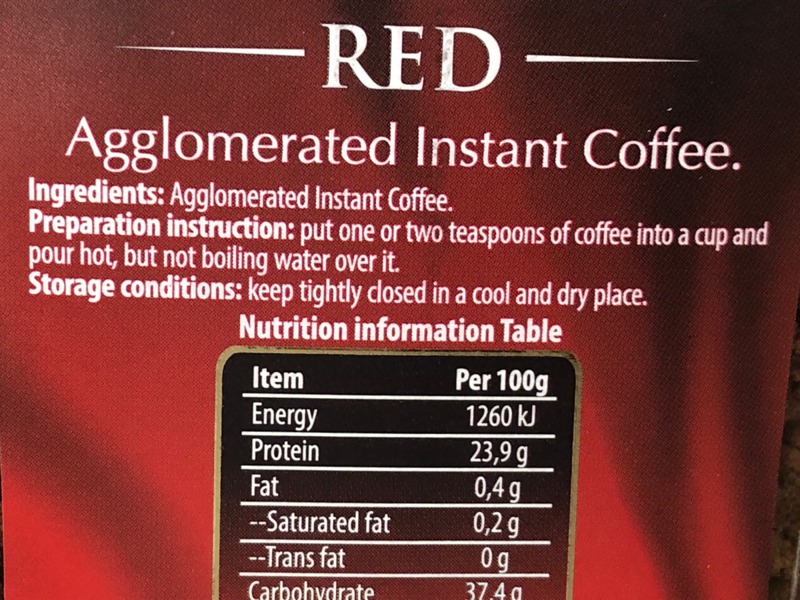 RED
Agglomerated Instant Coffee.
Ingredients: Agglomerated Instant Coffee.
Preparation instruction: put one or two teaspoons of coffee into a cup and
pour hot, but not boiling water over it.
Storage conditions: keep tightly closed in a cool and dry place.
Nutrition information Table
Item Per 100g
Energy 1260 kJ
Protein 23,9 g
Fat 0,4 g
--Saturated fat 0,2 g
--Trans fat 0 g
Carbohydrate 37,4 g